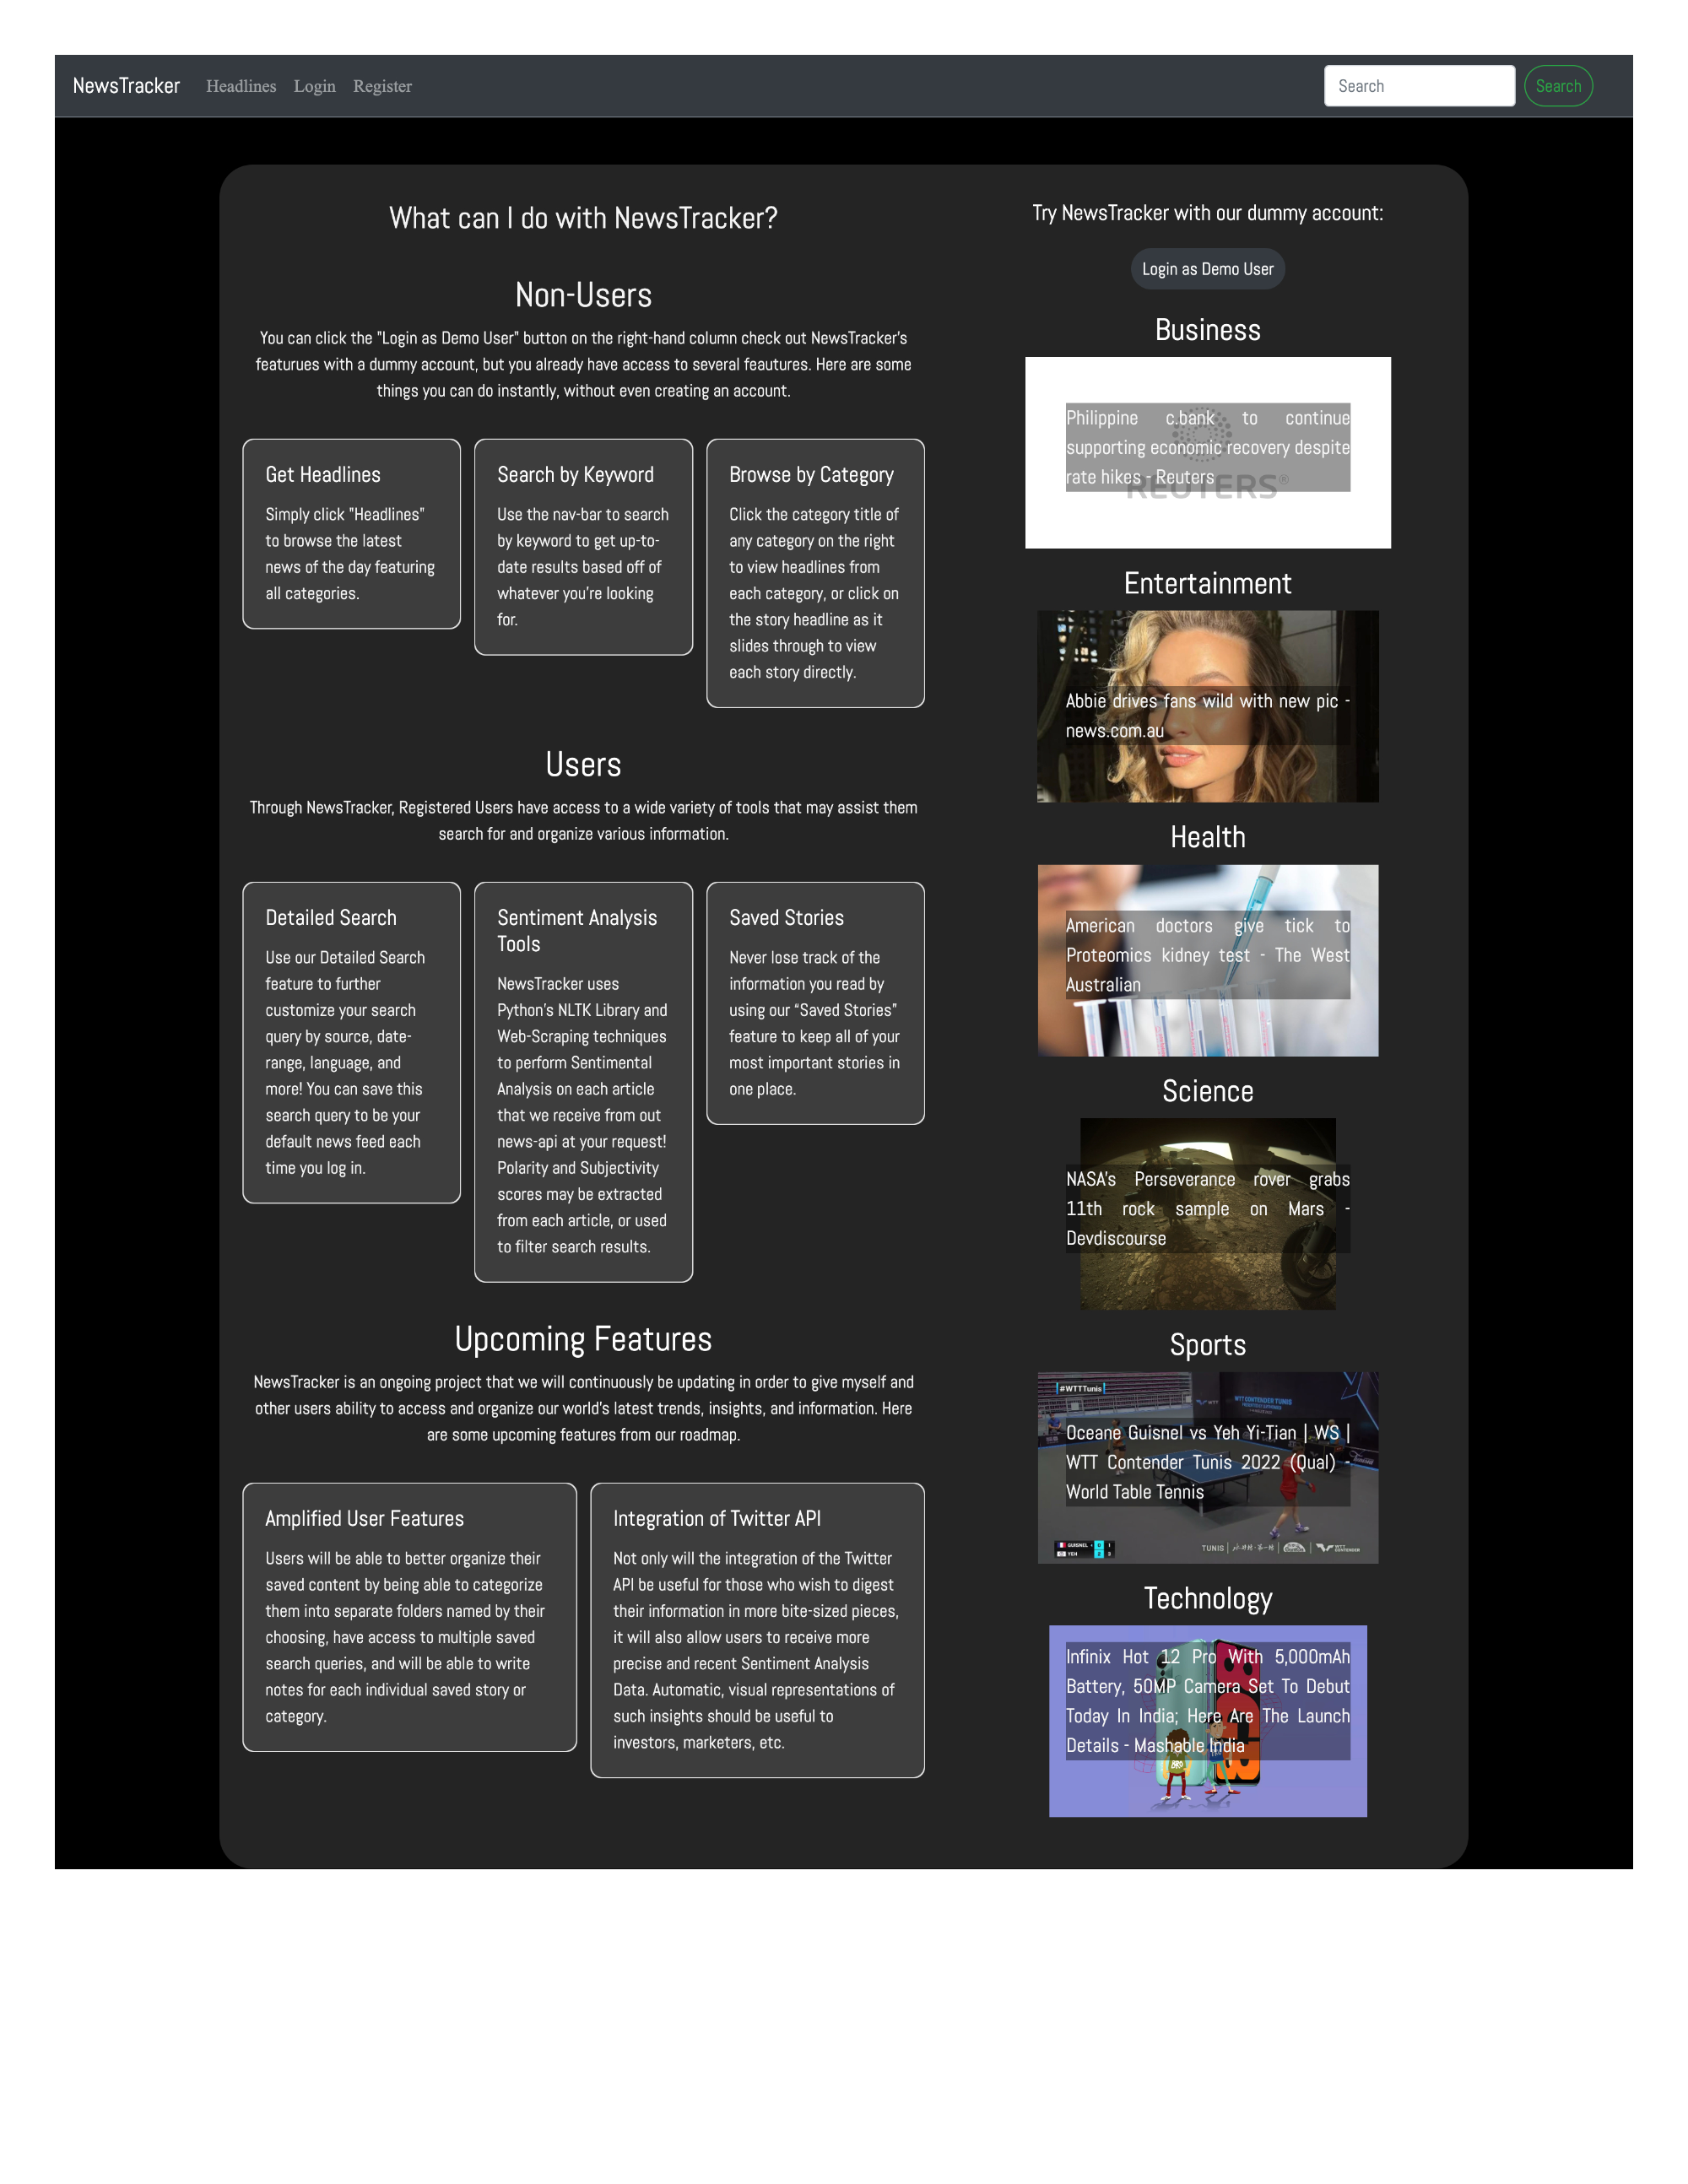 NewsTracker
Headlines
Login
Register
Search
Search
What can I do with NewsTracker?
Non-Users
You can click the "Login as Demo User" button on the right-hand column check out NewsTracker's
featurues with a dummy account, but you already have access to several feautures. Here are some
things you can do instantly, without even creating an account.
Get Headlines
Simply click "Headlines"
to browse the latest
news of the day featuring
all categories.
Search by Keyword
Use the nav-bar to search
by keyword to get up-to-
date results based off of
whatever you're looking
for.
Browse by Category
Click the category title of
any category on the right
to view headlines from
each category, or click on
the story headline as it
slides through to view
each story directly.
Users
Through NewsTracker, Registered Users have access to a wide variety of tools that may assist them
search for and organize various information.
Detailed Search
Use our Detailed Search
feature to further
customize your search
query by source, date-
range, language, and
more! You can save this
search query to be your
default news feed each
time you log in.
Sentiment Analysis
Tools
NewsTracker uses
Python's NLTK Library and
Web-Scraping techniques
to perform Sentimental
Analysis on each article
that we receive from out
news-api at your request!
Polarity and Subjectivity
scores may be extracted
from each article, or used
to filter search results.
Saved Stories
Never lose track of the
information you read by
using our “Saved Stories”
feature to keep all of your
most important stories in
one place.
Upcoming Features
NewsTracker is an ongoing project that we will continuously be updating in order to give myself and
other users ability to access and organize our world's latest trends, insights, and information. Here
are some upcoming features from our roadmap.
Amplified User Features
Users will be able to better organize their
saved content by being able to categorize
them into separate folders named by their
choosing, have access to multiple saved
search queries, and will be able to write
notes for each individual saved story or
category.
Integration of Twitter API
Not only will the integration of the Twitter
API be useful for those who wish to digest
their information in more bite-sized pieces,
it will also allow users to receive more
precise and recent Sentiment Analysis
Data. Automatic, visual representations of
such insights should be useful to
investors, marketers, etc.
Try NewsTracker with our dummy account:
Login as Demo User
Business
Philippine c.bank to continue
supporting economic recovery despite
rate hikes - Reuters
REUTERS®
Entertainment
Abbie drives fans wild with new pic -
news.com.au
Health
American doctors give tick to
Proteomics kidney test - The West
Australian
Science
NASA's Perseverance rover grabs
11th rock sample on Mars -
Devdiscourse
Sports
#WTTTunis
WTT CONTENDER TUNIS
Oceane Guisnel vs Yeh Yi-Tian | WS |
WTT Contender Tunis 2022 (Qual) -
World Table Tennis
GUISNEL
YEH
TUNIS
Technology
Infinix Hot 12 Pro With 5,000mAh
Battery, 50MP Camera Set To Debut
Today In India; Here Are The Launch
Details - Mashable India
BRO